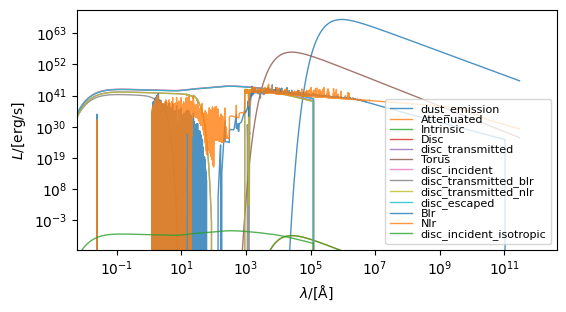 10^63
10^52
10^41
10^30
10^19
10^8
10^−3
L/[erg/s]
dust_emission
Attenuated
Intrinsic
Disc
disc_transmitted
Torus
disc_incident
disc_transmitted_blr
disc_transmitted_nlr
disc_escaped
Blr
Nlr
disc_incident_isotropic
10^−1 10^1 10^3 10^5 10^7 10^9 10^11
λ/[Å]